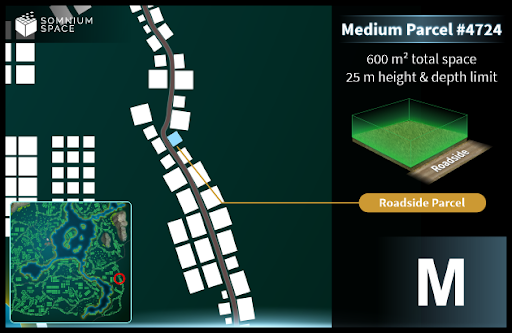 SOMNIUM
SPACE
Medium Parcel #4724
600 m² total space
25 m height & depth limit
Roadside
Roadside Parcel
M